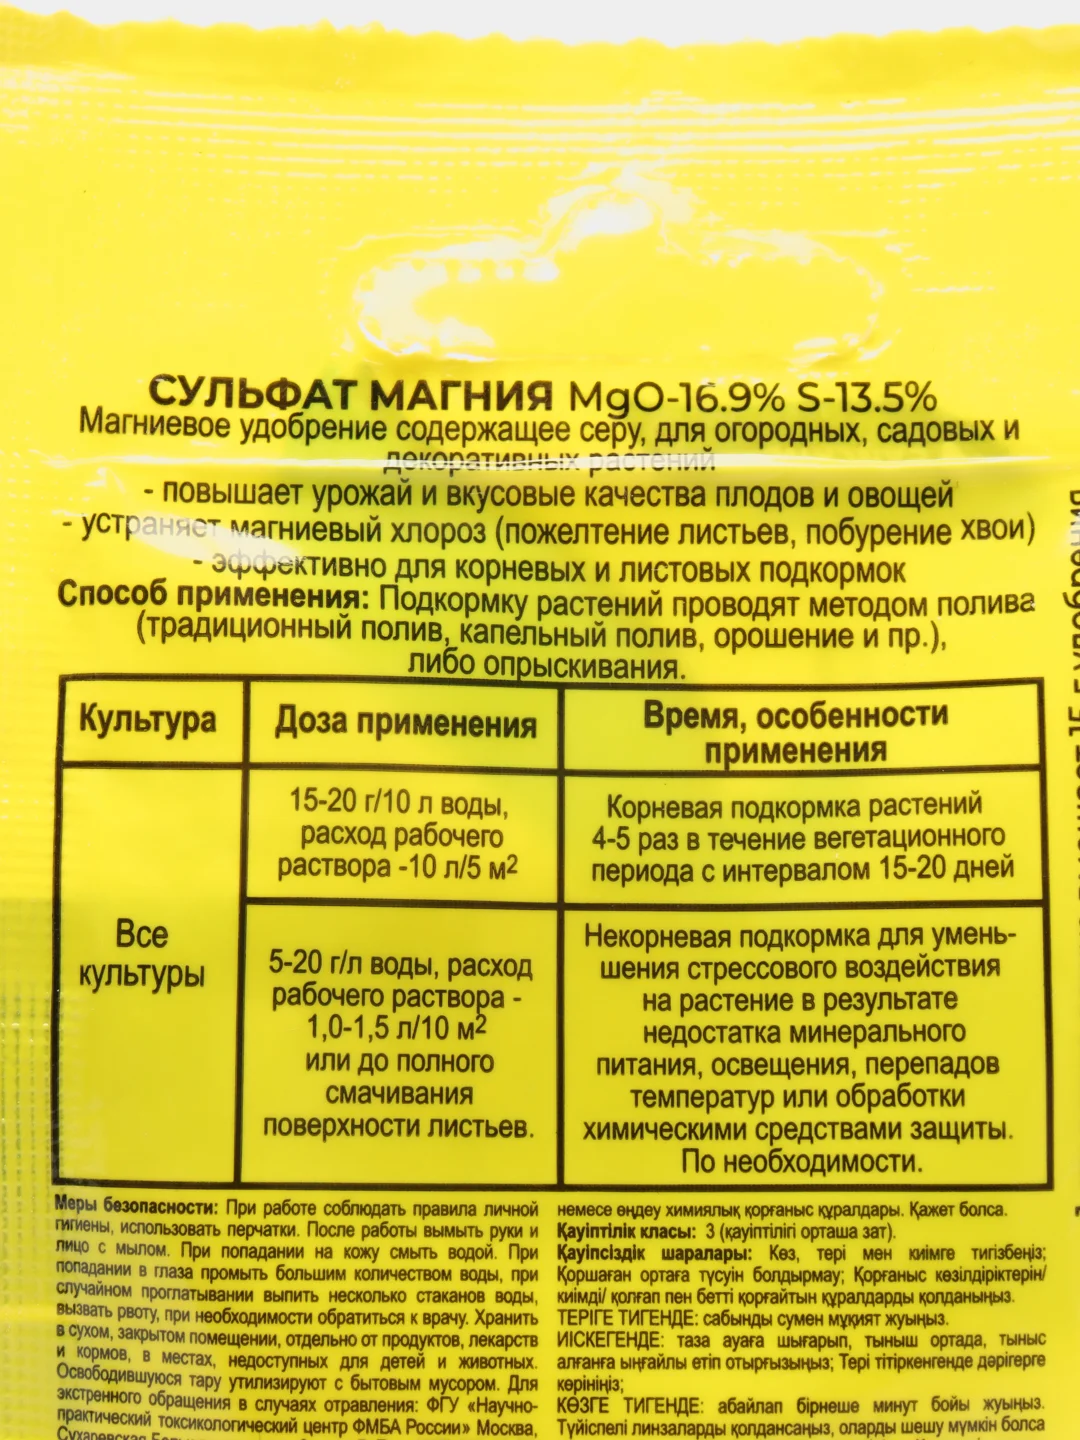 СУЛЬФАТ МАГНИЯ MgO-16.9% S-13.5%
Магниевое удобрение содержащее серу, для огородных, садовых и
декоративных растений.
- повышает урожай и вкусовые качества плодов и овощей
- устраняет магниевый хлороз (пожелтение листьев, побурение хвои)
- эффективно для корневых и листовых подкормок
Способ применения: Подкормку растений проводят методом полива
(традиционный полив, капельный полив, орошение и пр.),
либо опрыскивания.
Культура
Доза применения
Время, особенности
применения
Все
культуры
15-20 г/10 л воды,
расход рабочего
раствора -10 л/5 м2
Корневая подкормка растений
4-5 раз в течение вегетационного
периода с интервалом 15-20 дней
5-20 г/л воды, расход
рабочего раствора -
1,0-1,5 л/10 м2
или до полного
смачивания
поверхности листьев.
Некорневая подкормка для умень-
шения стрессового воздействия
на растение в результате
недостатка минерального
питания, освещения, перепадов
температур или обработки
химическими средствами защиты.
По необходимости.
Меры безопасности: При работе соблюдать правила личной
гигиены, использовать перчатки. После работы вымыть руки и
лицо с мылом. При попадании на кожу смыть водой. При
попадании в глаза промыть большим количеством воды, при
случайном проглатывании выпить несколько стаканов воды,
вызвать рвоту, при необходимости обратиться к врачу. Хранить
в сухом, закрытом помещении, отдельно от продуктов, лекарств
и кормов, в местах, недоступных для детей и животных.
Освободившуюся тару утилизируют с бытовым мусором. Для
экстренного обращения в случаях отравления: ФГУ «Научно-
практический токсикологический центр ФМБА России» Москва,
Сухаревская
немесе өңдеу химиялық қорғаныс құралдары. Қажет болса.
Қауіптілік класы: 3 (қауіптілігі орташа зат).
Қауіпсіздік шаралары: Көз, тері мен киімге тигізбеңіз;
Қоршаған ортаға түсуін болдырмау; Қорғаныс көзілдіріктерін/
киімді/ қолғап пен бетті қорғайтын құралдарды қолданыңыз.
ТЕРІГЕ ТИГЕНДЕ: сабынды сумен мұқият жуыңыз.
ИІСКЕГЕНДЕ: таза ауаға шығарып, тыныш ортада, тыныс
алғанға ыңғайлы етіп отырғызыңыз; Тері тітіркенгенде дәрігерге
көрініңіз;
КӨЗГЕ ТИГЕНДЕ: абайлап бірнеше минут бойы жуыңыз.
Түйіспелі линзаларды қолдансаңыз, оларды шешу мүмкін болса